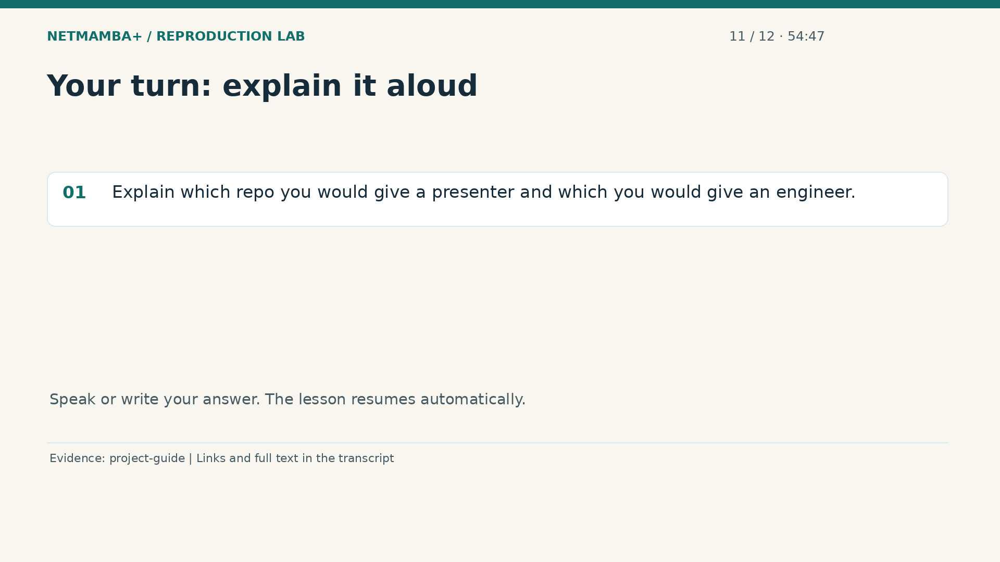 NETMAMBA+ / REPRODUCTION LAB
11 / 12 · 54:47
Your turn: explain it aloud
01 Explain which repo you would give a presenter and which you would give an engineer.
Speak or write your answer. The lesson resumes automatically.
Evidence: project-guide | Links and full text in the transcript